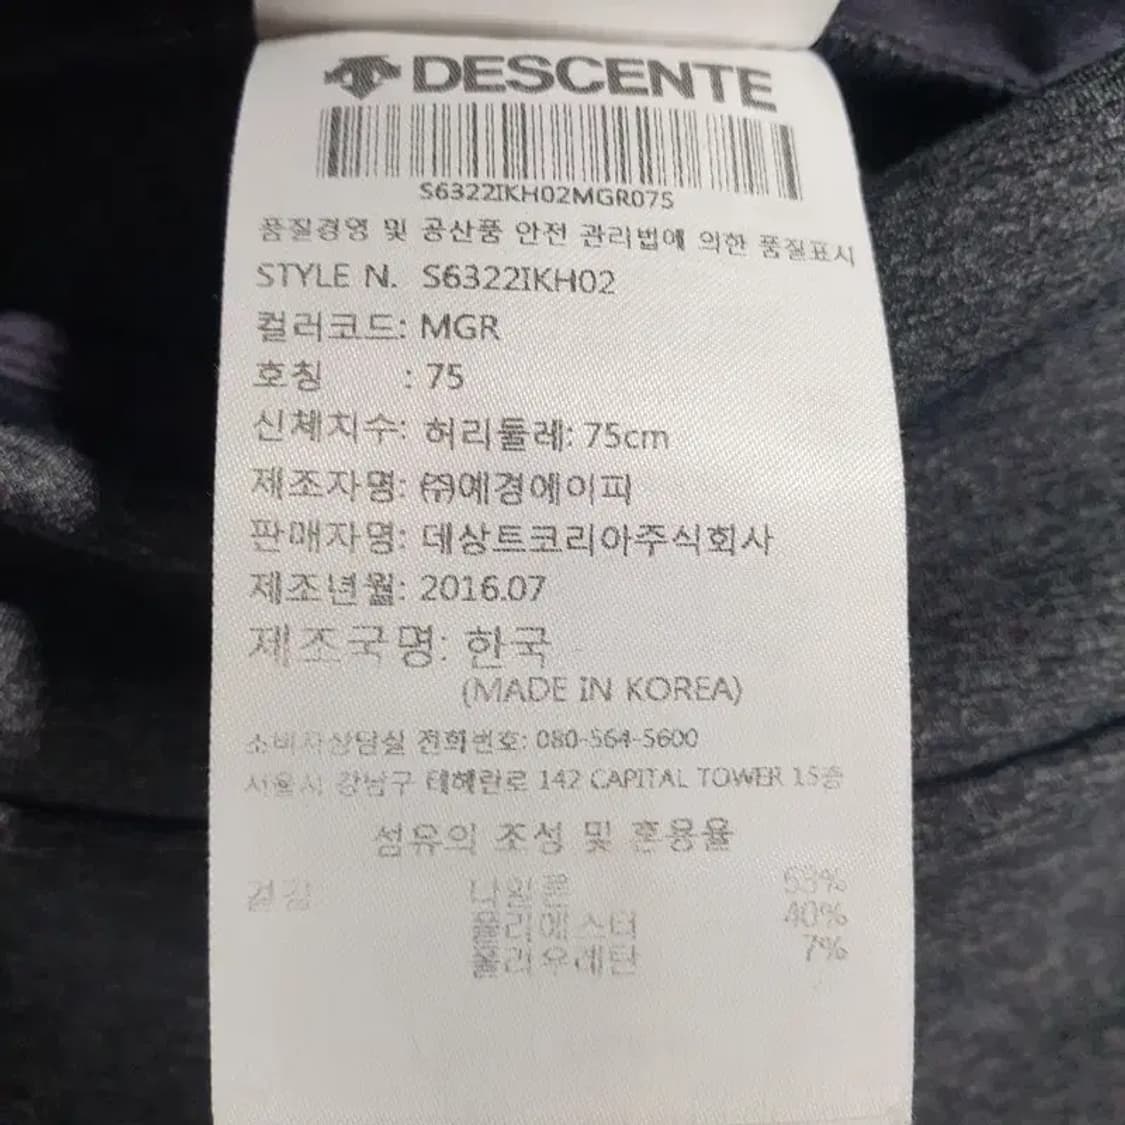 DESCENTE
S6322IKH02MGR075
품질경영 및 공산품 안전 관리법에 의한 품질표시
STYLE N. S6322IKH02
컬러코드: MGR
호칭 : 75
신체치수: 허리둘레: 75cm
제조자명: ㈜예경에이피
판매자명: 데상트코리아주식회사
제조년월: 2016.07
제조국명: 한국
(MADE IN KOREA)
소비자상담실 전화번호: 080-564-5600
서울시 강남구 테헤란로 142 CAPITAL TOWER 15층
섬유의 조성 및 혼용율
겉감 나일론 53%
폴리에스터 40%
폴리우레탄 7%